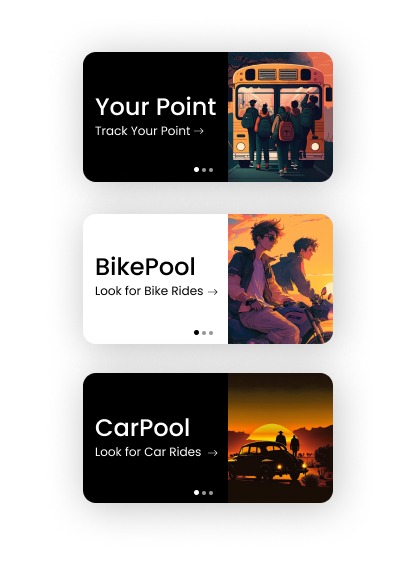 Your Point
Track Your Point →
BikePool
Look for Bike Rides →
CarPool
Look for Car Rides →